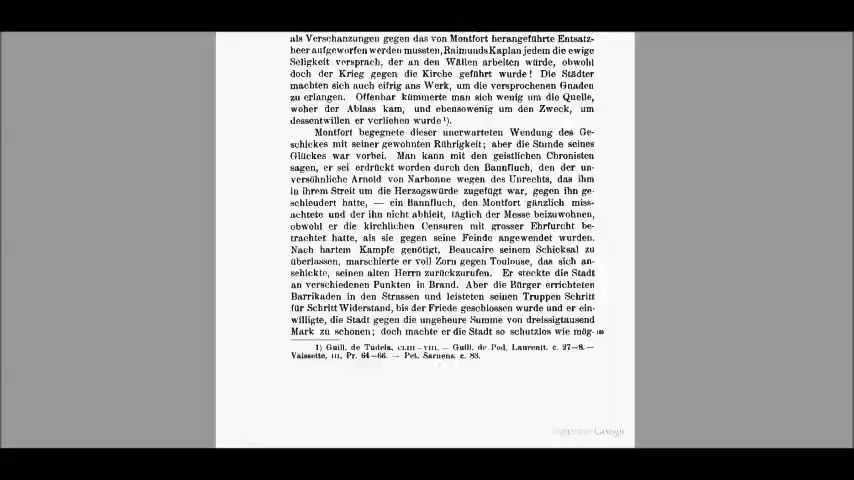 als Verschanzungen gegen das von Montfort herangeführte Entsatz-
heer aufgeworfen werden mussten, Raimunds Kaplan jedem die ewige
Seligkeit versprach, der an den Wällen arbeiten würde, obwohl
doch der Krieg gegen die Kirche geführt wurde! Die Städter
machten sich auch eifrig ans Werk, um die versprochenen Gnaden
zu erlangen. Offenbar kümmerte man sich wenig um die Quelle,
woher der Ablass kam, und ebensowenig um den Zweck, um
dessentwillen er verliehen wurde ¹).
Montfort begegnete dieser unerwarteten Wendung des Ge-
schickes mit seiner gewohnten Rührigkeit; aber die Stunde seines
Glückes war vorbei. Man kann mit den geistlichen Chronisten
sagen, er sei erdrückt worden durch den Bannfluch, den der un-
versöhnliche Arnold von Narbonne wegen des Unrechts, das ihm
in ihrem Streit um die Herzogswürde zugefügt war, gegen ihn ge-
schleudert hatte, — ein Bannfluch, den Montfort gänzlich miss-
achtete und der ihn nicht abhielt, täglich der Messe beizuwohnen,
obwohl er die kirchlichen Censuren mit grosser Ehrfurcht be-
trachtet hatte, als sie gegen seine Feinde angewendet wurden.
Nach hartem Kampfe genötigt, Beaucaire seinem Schicksal zu
überlassen, marschierte er voll Zorn gegen Toulouse, das sich an-
schickte, seinen alten Herrn zurückzurufen. Er steckte die Stadt
an verschiedenen Punkten in Brand. Aber die Bürger errichteten
Barrikaden in den Strassen und leisteten seinen Truppen Schritt
für Schritt Widerstand, bis der Friede geschlossen wurde und er ein-
willigte, die Stadt gegen die ungeheure Summe von dreissigtausend
Mark zu schonen; doch machte er die Stadt so schutzlos wie mög-
1) Guill. de Tudela, CLIII–VIII. — Guill. de Pod. Laurent. c. 27–8. —
Vaissette, III, Pr. 64–66. — Pet. Sarnens. c. 83.
Google